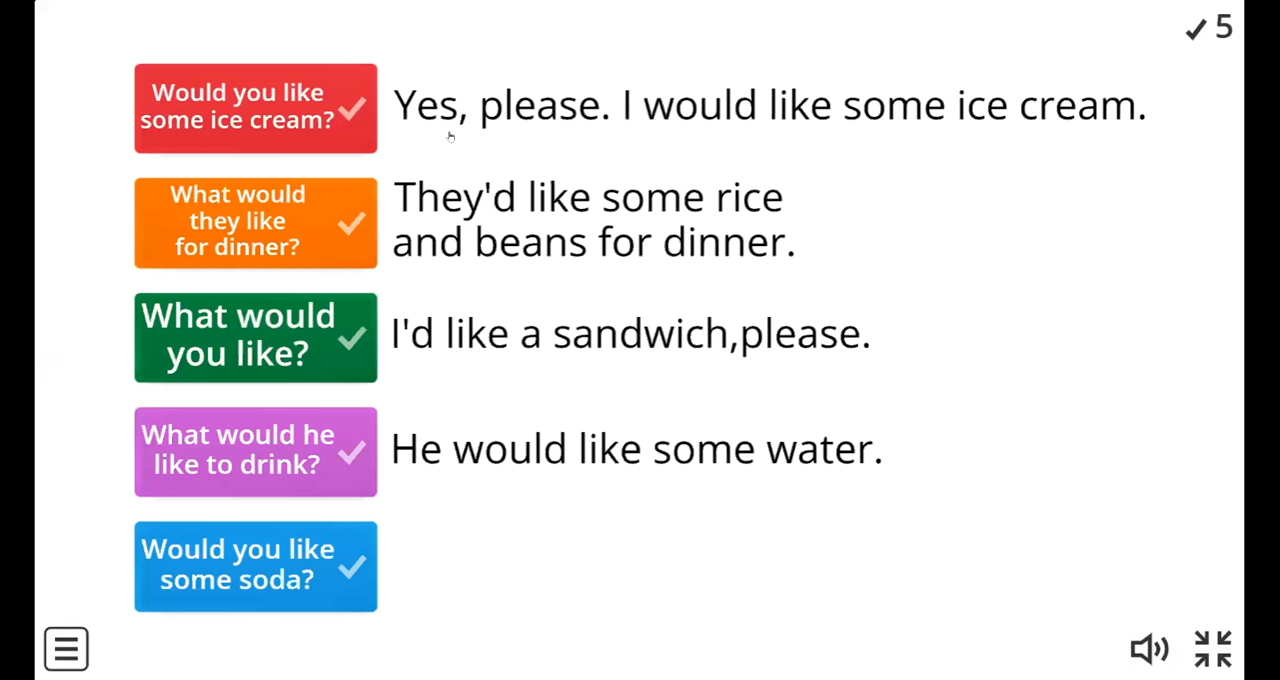 ✓ 5
Would you like
some ice cream?
Yes, please. I would like some ice cream.
What would
they like
for dinner?
They'd like some rice
and beans for dinner.
What would
you like?
I'd like a sandwich,please.
What would he
like to drink?
He would like some water.
Would you like
some soda?